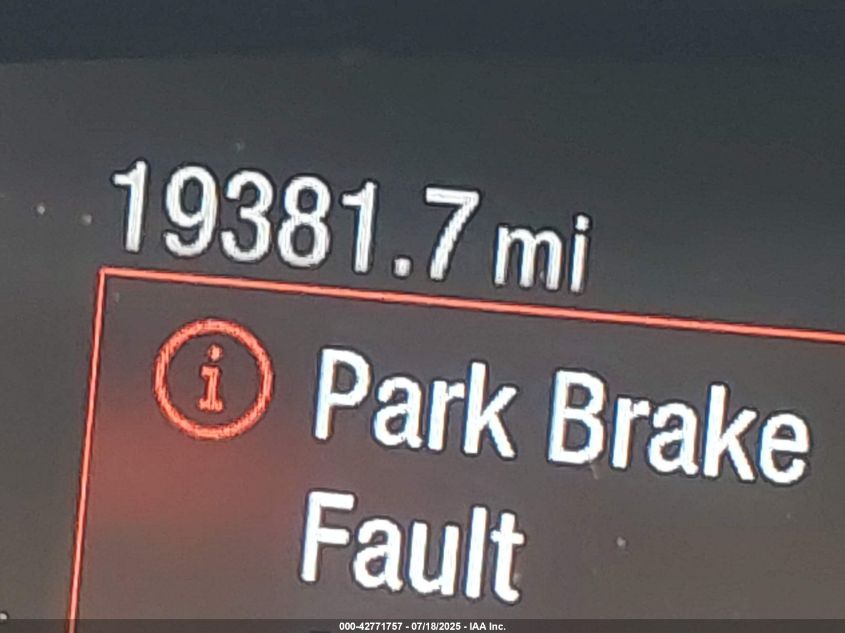 19381.7 mi
i Park Brake
Fault
000-42771757 - 07/18/2025 - IAA Inc.